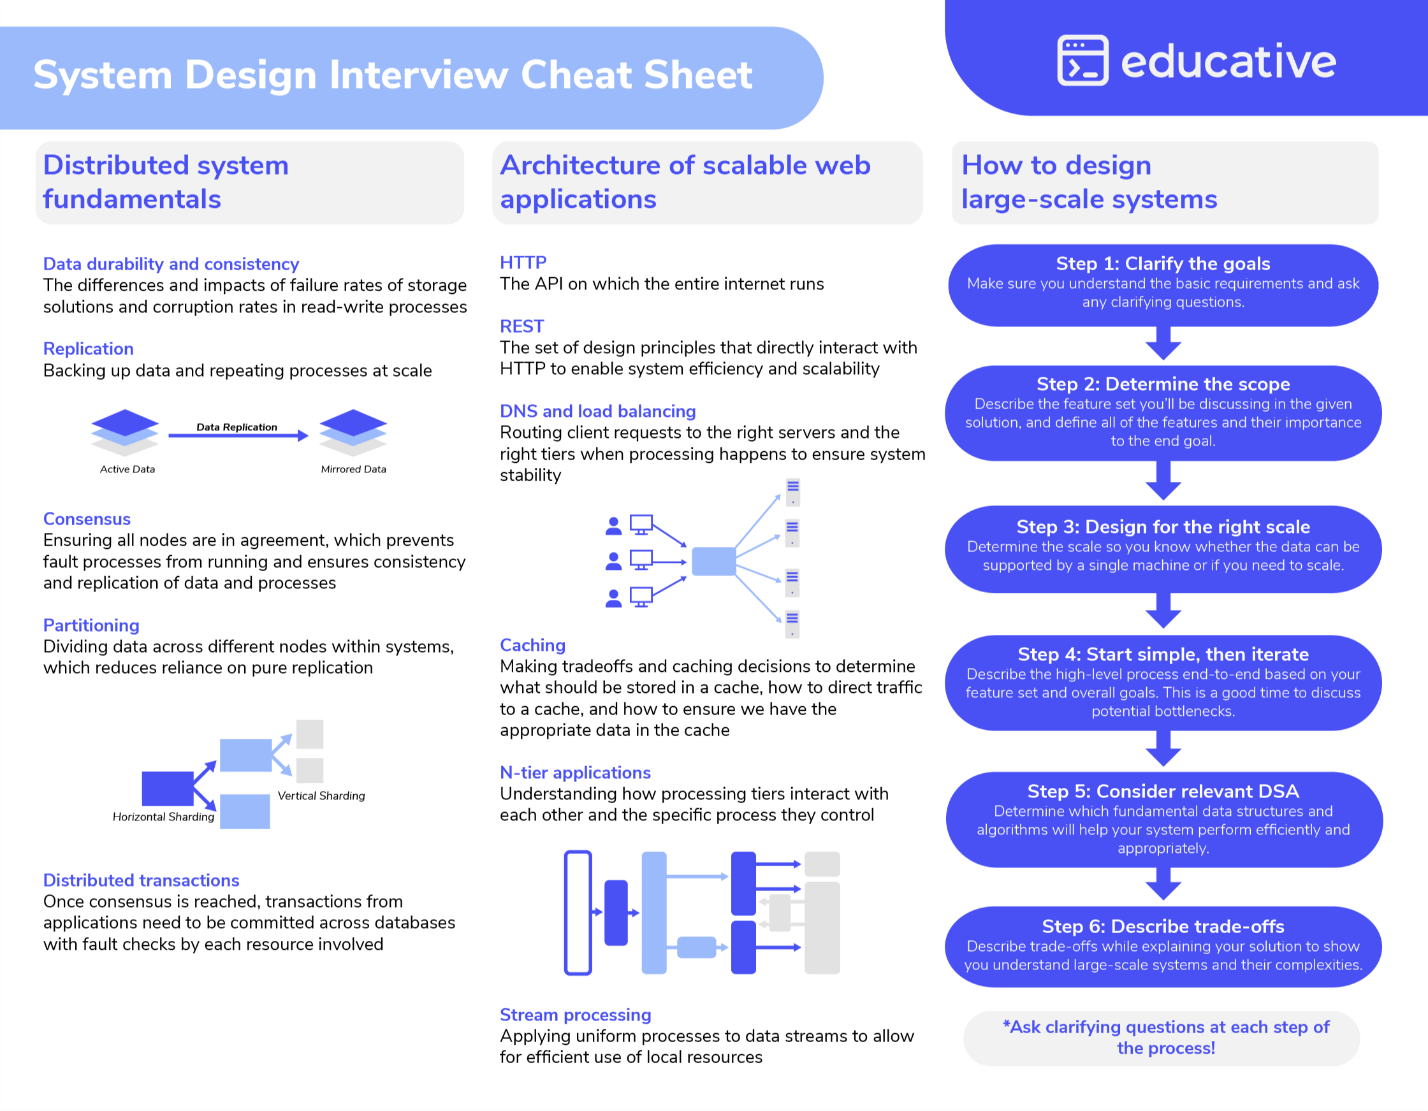 System Design Interview Cheat Sheet
educative
Distributed system
fundamentals
Data durability and consistency
The differences and impacts of failure rates of storage
solutions and corruption rates in read-write processes
Replication
Backing up data and repeating processes at scale
Data Replication
Active Data
Mirrored Data
Consensus
Ensuring all nodes are in agreement, which prevents
fault processes from running and ensures consistency
and replication of data and processes
Partitioning
Dividing data across different nodes within systems,
which reduces reliance on pure replication
Vertical Sharding
Horizontal Sharding
Distributed transactions
Once consensus is reached, transactions from
applications need to be committed across databases
with fault checks by each resource involved
Architecture of scalable web
applications
HTTP
The API on which the entire internet runs
REST
The set of design principles that directly interact with
HTTP to enable system efficiency and scalability
DNS and load balancing
Routing client requests to the right servers and the
right tiers when processing happens to ensure system
stability
Caching
Making tradeoffs and caching decisions to determine
what should be stored in a cache, how to direct traffic
to a cache, and how to ensure we have the
appropriate data in the cache
N-tier applications
Understanding how processing tiers interact with
each other and the specific process they control
Stream processing
Applying uniform processes to data streams to allow
for efficient use of local resources
How to design
large-scale systems
Step 1: Clarify the goals
Make sure you understand the basic requirements and ask
any clarifying questions.
Step 2: Determine the scope
Describe the feature set you'll be discussing in the given
solution, and define all of the features and their importance
to the end goal.
Step 3: Design for the right scale
Determine the scale so you know whether the data can be
supported by a single machine or if you need to scale.
Step 4: Start simple, then iterate
Describe the high-level process end-to-end based on your
feature set and overall goals. This is a good time to discuss
potential bottlenecks.
Step 5: Consider relevant DSA
Determine which fundamental data structures and
algorithms will help your system perform efficiently and
appropriately.
Step 6: Describe trade-offs
Describe trade-offs while explaining your solution to show
you understand large-scale systems and their complexities.
*Ask clarifying questions at each step of
the process!